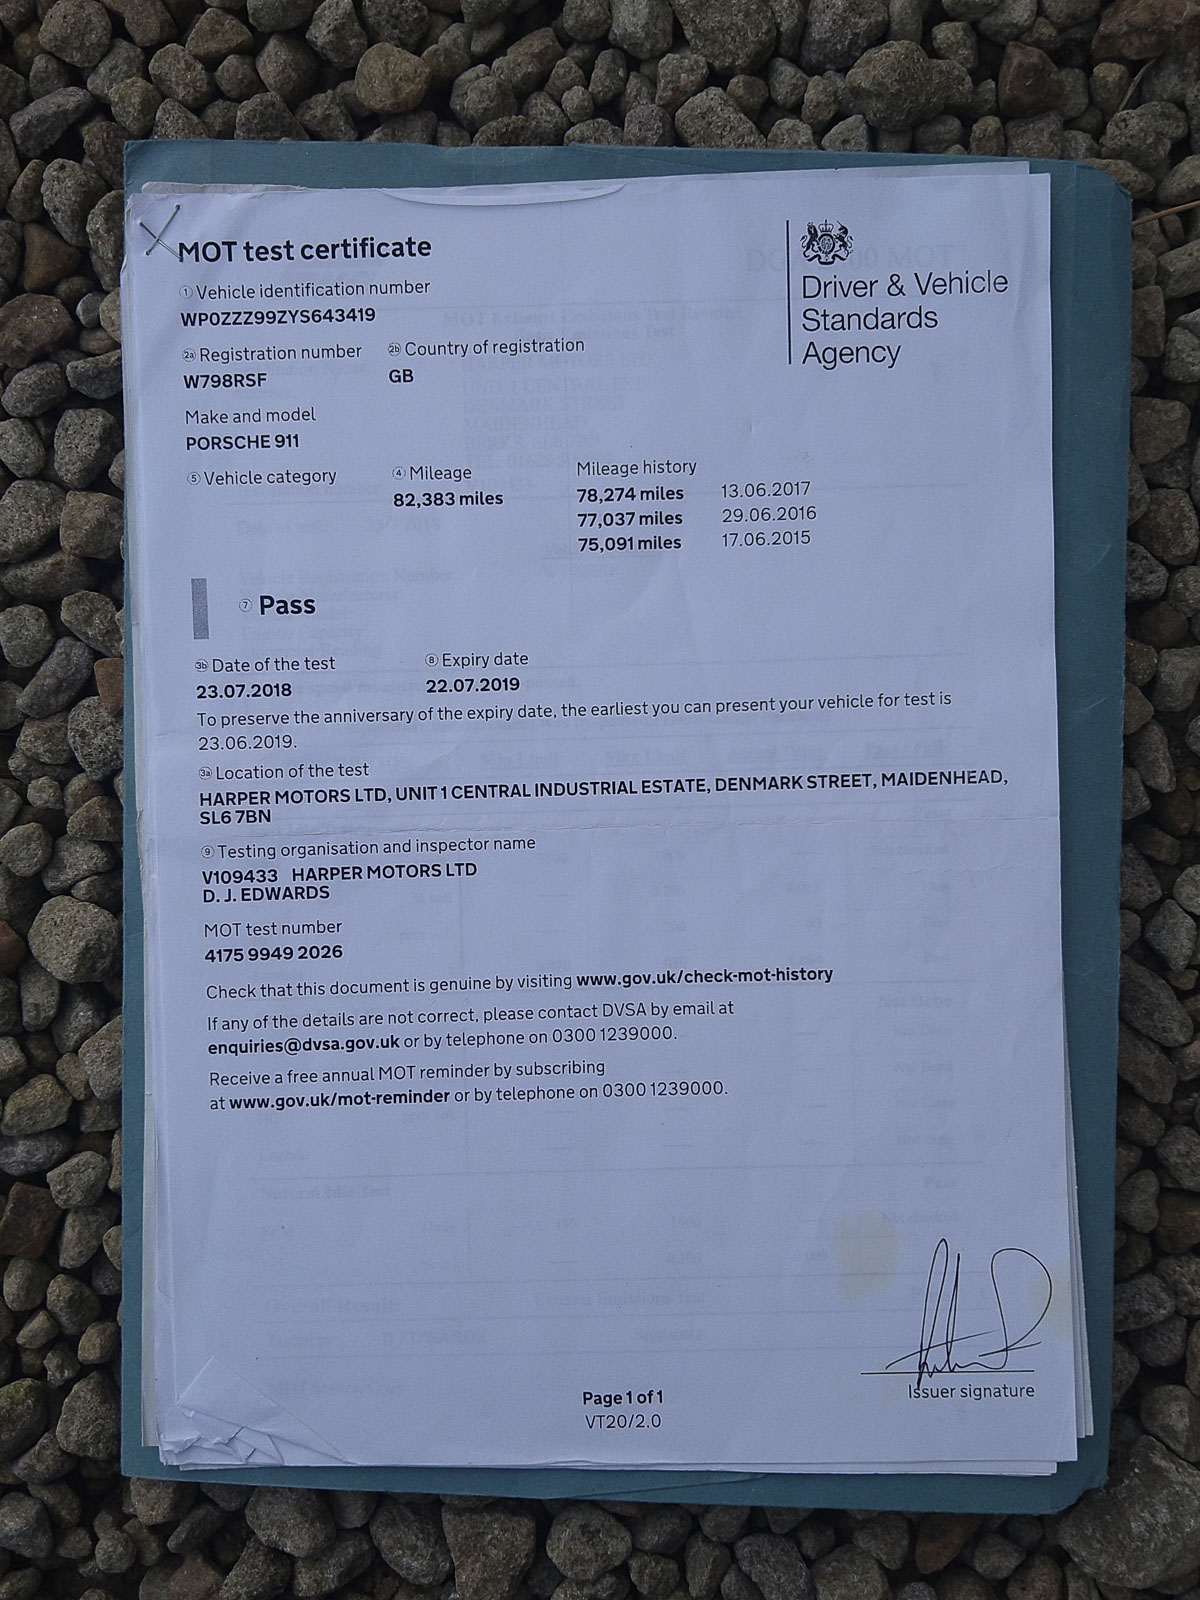 MOT test certificate
Driver & Vehicle
Standards
Agency
1 Vehicle identification number
WP0ZZZ99ZYS643419
2a Registration number 2b Country of registration
W798RSF GB
Make and model
PORSCHE 911
5 Vehicle category 4 Mileage Mileage history
82,383 miles 78,274 miles 13.06.2017
77,037 miles 29.06.2016
75,091 miles 17.06.2015
7 Pass
3b Date of the test 8 Expiry date
23.07.2018 22.07.2019
To preserve the anniversary of the expiry date, the earliest you can present your vehicle for test is
23.06.2019.
3a Location of the test
HARPER MOTORS LTD, UNIT 1 CENTRAL INDUSTRIAL ESTATE, DENMARK STREET, MAIDENHEAD,
SL6 7BN
9 Testing organisation and inspector name
V109433 HARPER MOTORS LTD
D. J. EDWARDS
MOT test number
4175 9949 2026
Check that this document is genuine by visiting www.gov.uk/check-mot-history
If any of the details are not correct, please contact DVSA by email at
enquiries@dvsa.gov.uk or by telephone on 0300 1239000.
Receive a free annual MOT reminder by subscribing
at www.gov.uk/mot-reminder or by telephone on 0300 1239000.
Issuer signature
Page 1 of 1
VT20/2.0